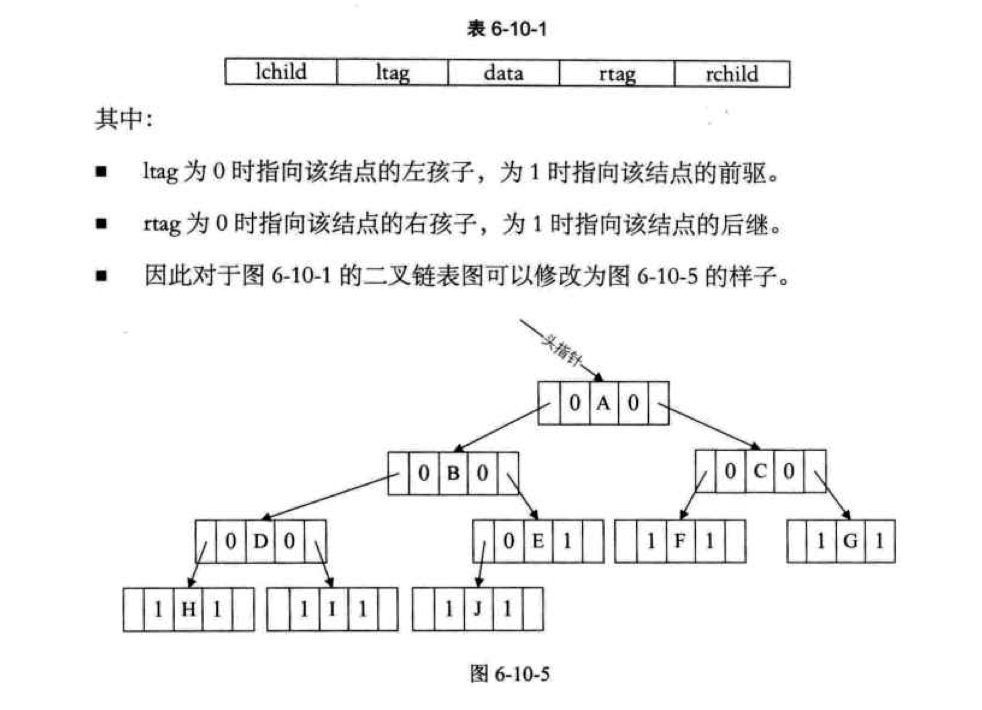 表 6-10-1
lchild ltag data rtag rchild
其中：
■ ltag 为 0 时指向该结点的左孩子，为 1 时指向该结点的前驱。
■ rtag 为 0 时指向该结点的右孩子，为 1 时指向该结点的后继。
■ 因此对于图 6-10-1 的二叉链表图可以修改为图 6-10-5 的样子。
头指针
0 A 0
0 B 0
0 C 0
0 D 0
0 E 1
1 F 1
1 G 1
1 H 1
1 I 1
1 J 1
图 6-10-5